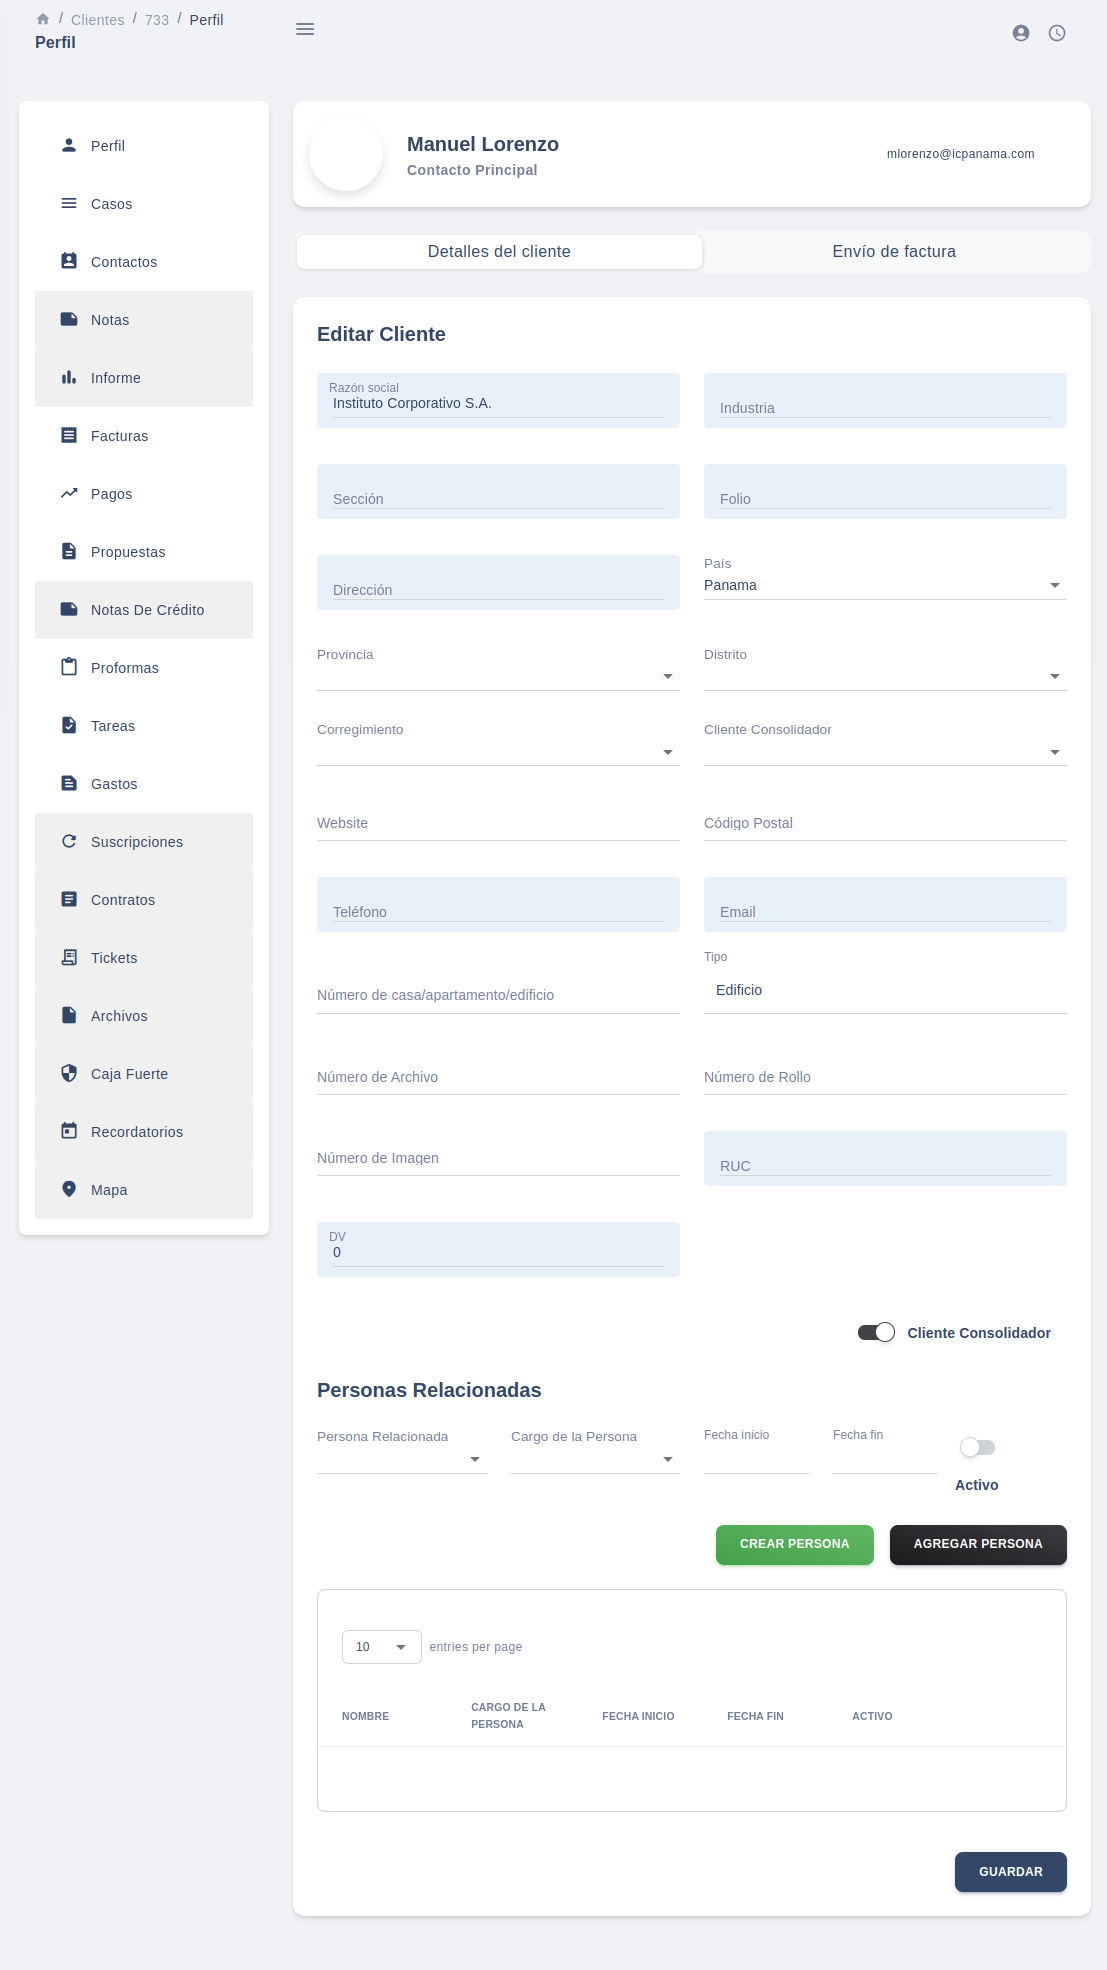 / Clientes / 733 / Perfil
Perfil
Perfil
Casos
Contactos
Notas
Informe
Facturas
Pagos
Propuestas
Notas De Crédito
Proformas
Tareas
Gastos
Suscripciones
Contratos
Tickets
Archivos
Caja Fuerte
Recordatorios
Mapa
Manuel Lorenzo
Contacto Principal
mlorenzo@icpanama.com
Detalles del cliente
Envío de factura
Editar Cliente
Razón social
Instituto Corporativo S.A.
Industria
Sección
Folio
Dirección
País
Panama
Provincia
Distrito
Corregimiento
Cliente Consolidador
Website
Código Postal
Teléfono
Email
Número de casa/apartamento/edificio
Tipo
Edificio
Número de Archivo
Número de Rollo
Número de Imagen
RUC
DV
0
Cliente Consolidador
Personas Relacionadas
Persona Relacionada
Cargo de la Persona
Fecha inicio
Fecha fin
Activo
CREAR PERSONA
AGREGAR PERSONA
10
entries per page
NOMBRE
CARGO DE LA
PERSONA
FECHA INICIO
FECHA FIN
ACTIVO
GUARDAR